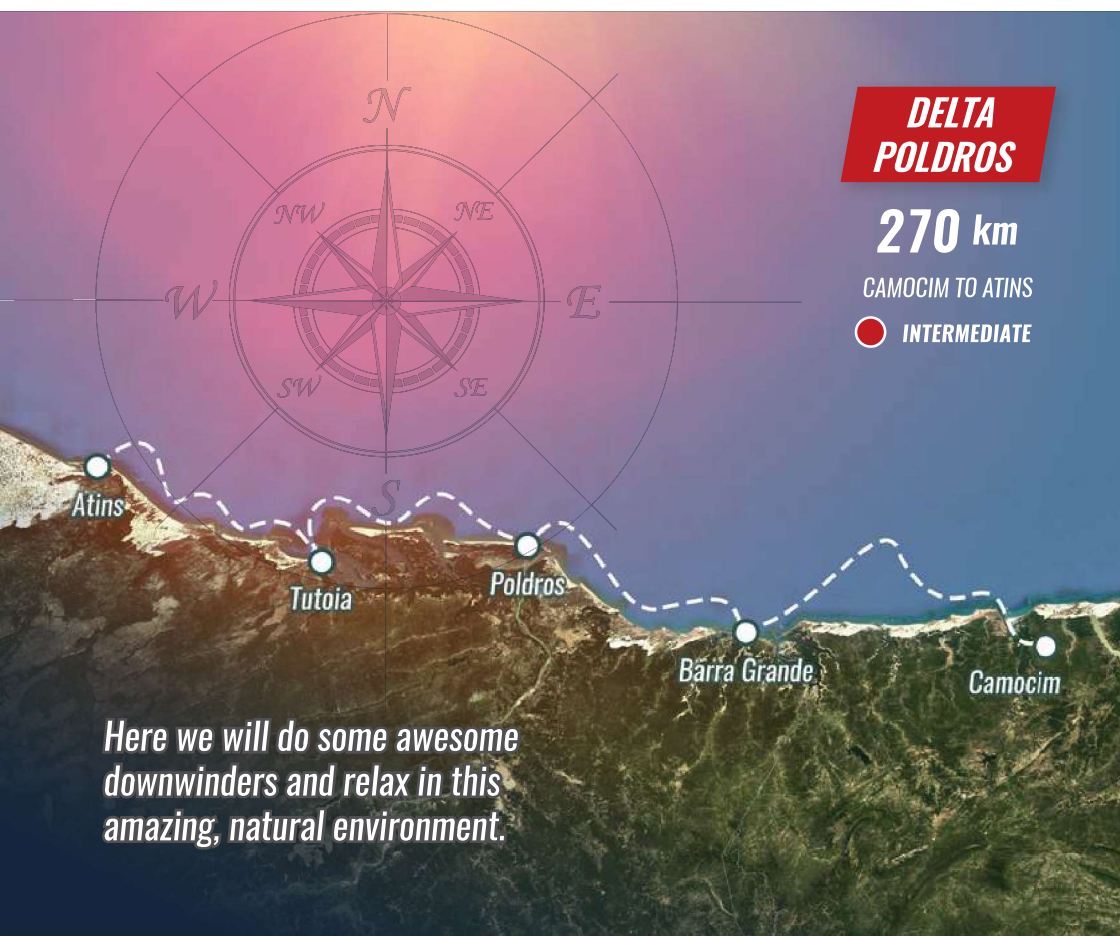 N
NW
NE
W
E
SW
SE
S
DELTA
POLDROS
270 km
CAMOCIM TO ATINS
INTERMEDIATE
Atins
Tutoia
Poldros
Barra Grande
Camocim
Here we will do some awesome
downwinders and relax in this
amazing, natural environment.